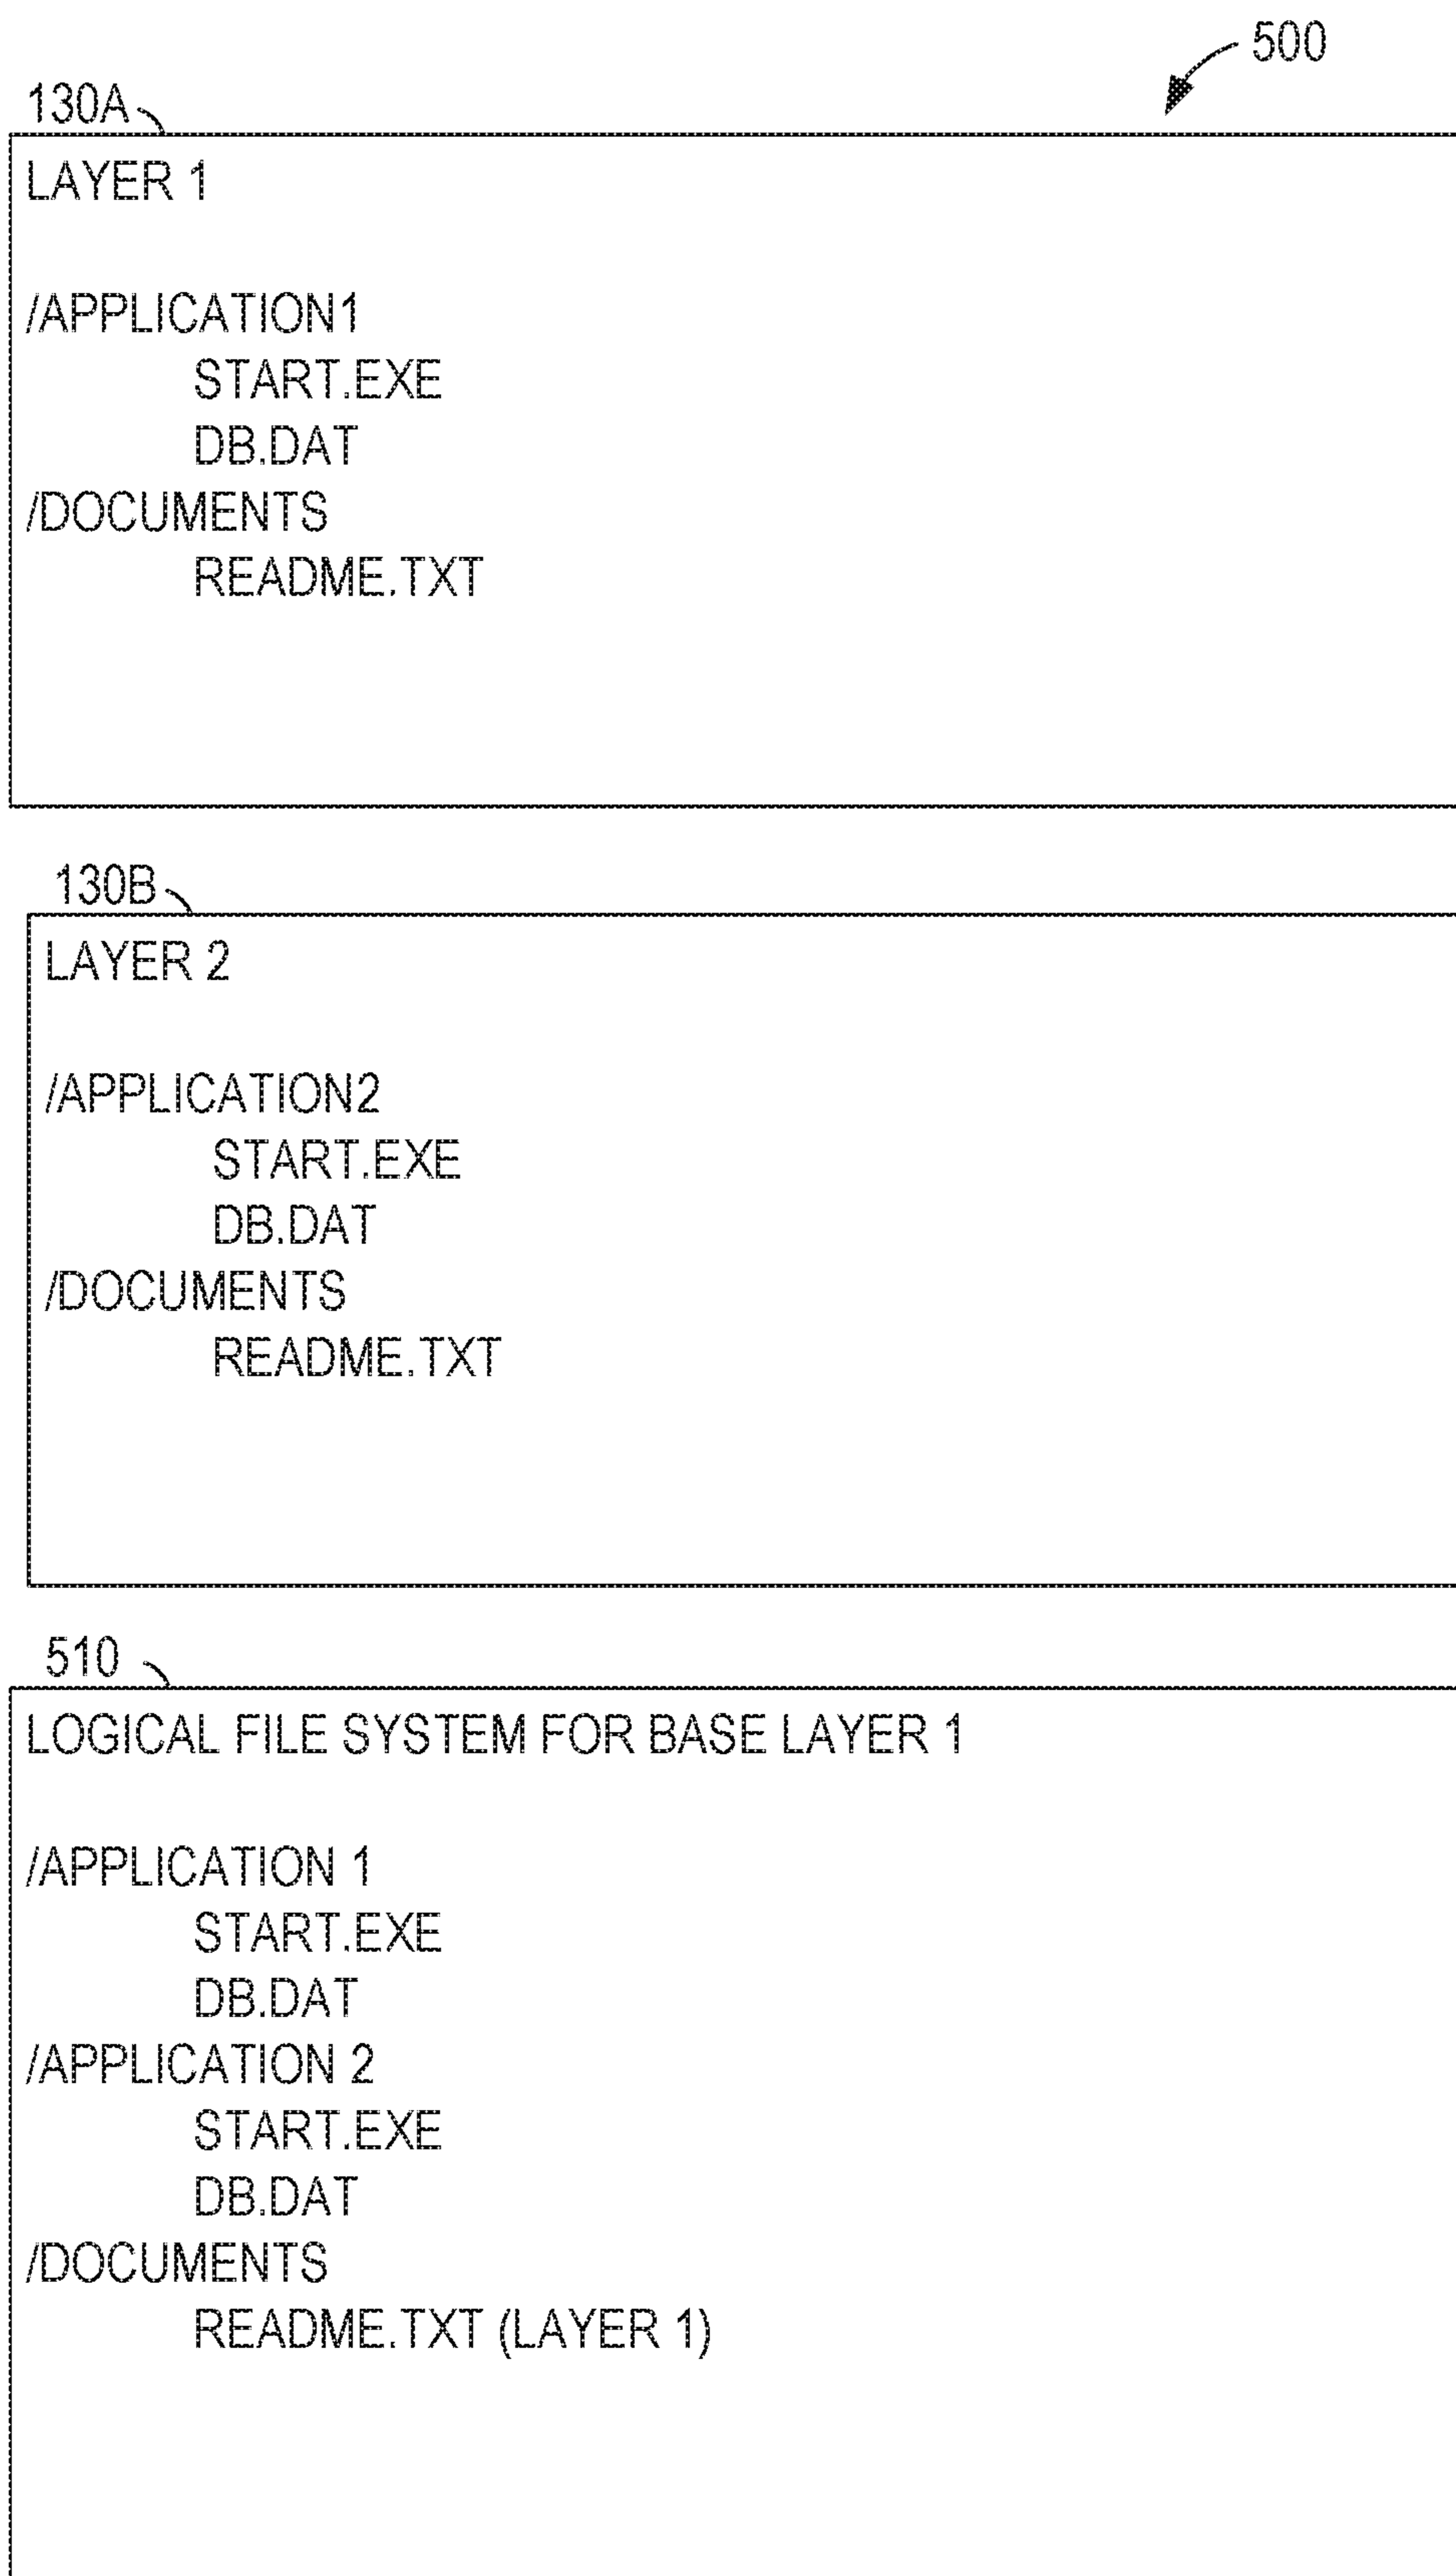 500
130A
LAYER 1
/APPLICATION1
START.EXE
DB.DAT
/DOCUMENTS
README.TXT
130B
LAYER 2
/APPLICATION2
START.EXE
DB.DAT
/DOCUMENTS
README.TXT
510
LOGICAL FILE SYSTEM FOR BASE LAYER 1
/APPLICATION 1
START.EXE
DB.DAT
/APPLICATION 2
START.EXE
DB.DAT
/DOCUMENTS
README.TXT (LAYER 1)